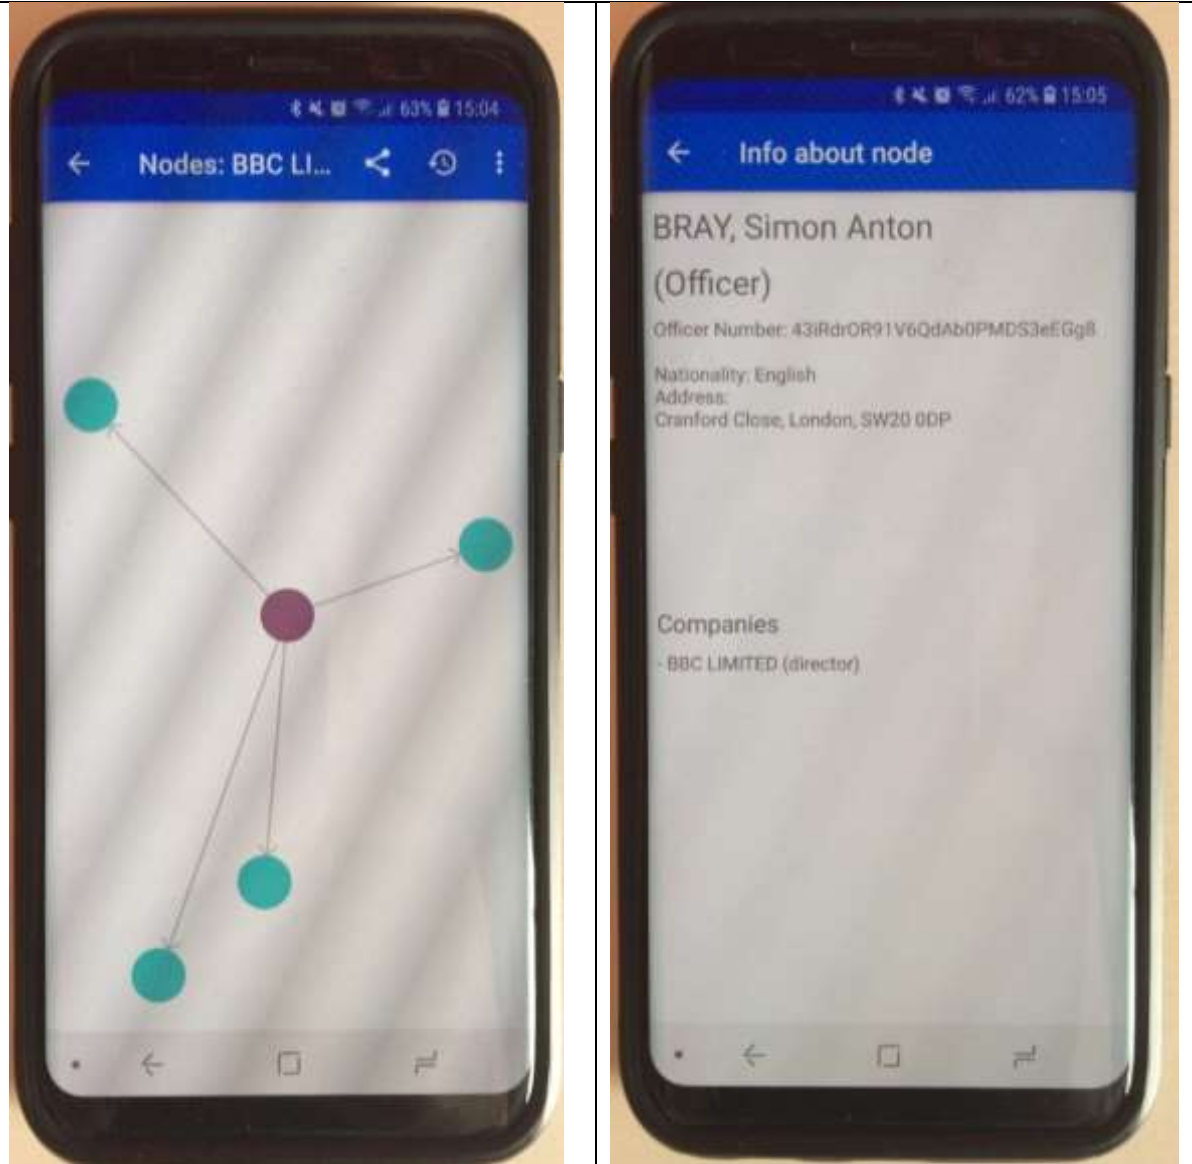 63% 15:04
Nodes: BBC LI...
62% 15:05
Info about node
BRAY, Simon Anton
(Officer)
Officer Number: 43iRdrOR91V6QdAb0PMDS3eEGg8
Nationality: English
Address:
Cranford Close, London, SW20 0DP
Companies
- BBC LIMITED (director)